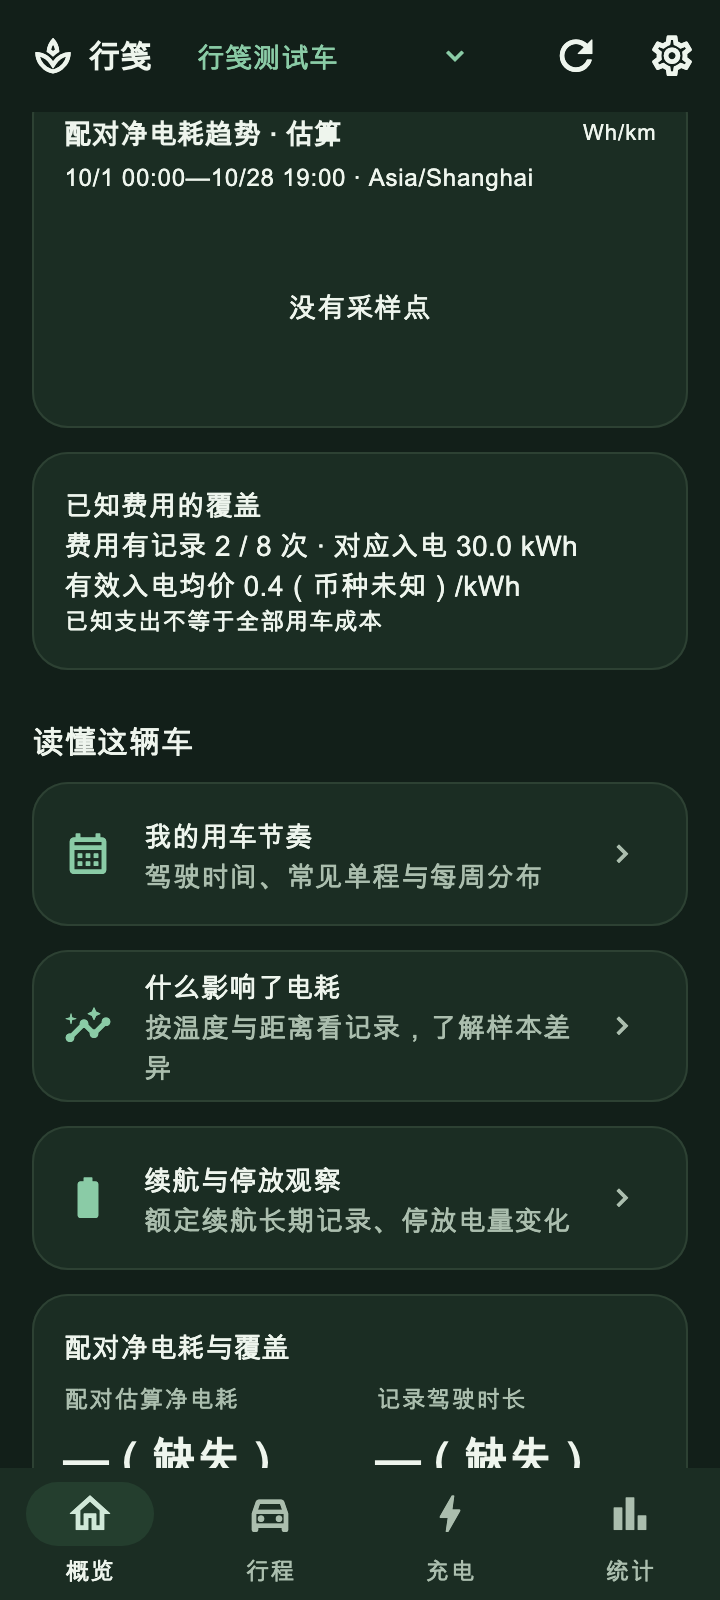 行笺 行笺测试车
配对净电耗趋势 · 估算 Wh/km
10/1 00:00—10/28 19:00 · Asia/Shanghai
没有采样点
已知费用的覆盖
费用有记录 2 / 8 次 · 对应入电 30.0 kWh
有效入电均价 0.4（币种未知）/kWh
已知支出不等于全部用车成本
读懂这辆车
我的用车节奏
驾驶时间、常见单程与每周分布
什么影响了电耗
按温度与距离看记录，了解样本差
异
续航与停放观察
额定续航长期记录、停放电量变化
配对净电耗与覆盖
配对估算净电耗 记录驾驶时长
—（缺失） —（缺失）
概览 行程 充电 统计